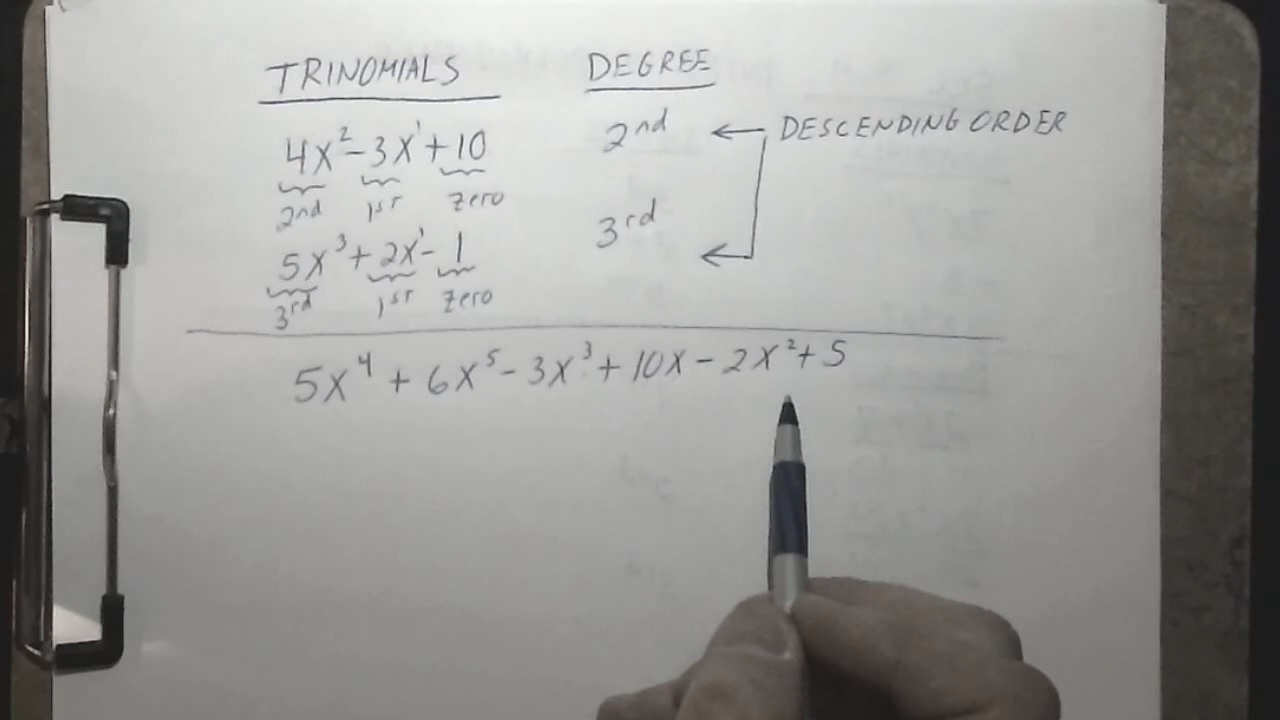 TRINOMIALS DEGREE
4x² - 3x¹ + 10 2nd ← DESCENDING ORDER
2nd 1st zero
5x³ + 2x¹ - 1 3rd ←
3rd 1st zero
5x⁴ + 6x⁵ - 3x³ + 10x - 2x² + 5